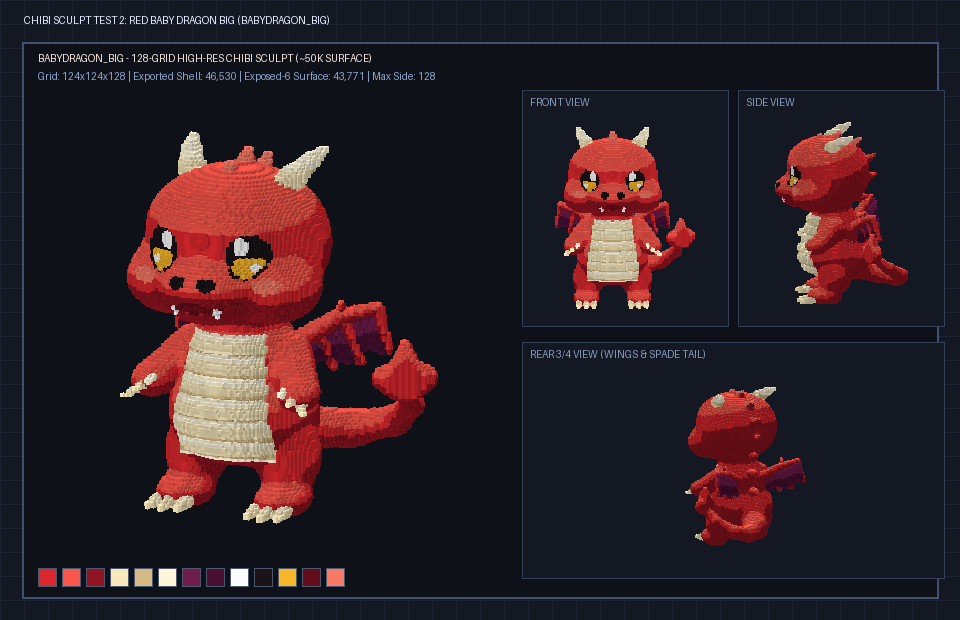 CHIBI SCULPT TEST 2: RED BABY DRAGON BIG (BABYDRAGON_BIG)
BABYDRAGON_BIG - 128-GRID HIGH-RES CHIBI SCULPT (~50K SURFACE)
Grid: 124x124x128 | Exported Shell: 46,530 | Exposed-6 Surface: 43,771 | Max Side: 128
FRONT VIEW
SIDE VIEW
REAR 3/4 VIEW (WINGS & SPADE TAIL)